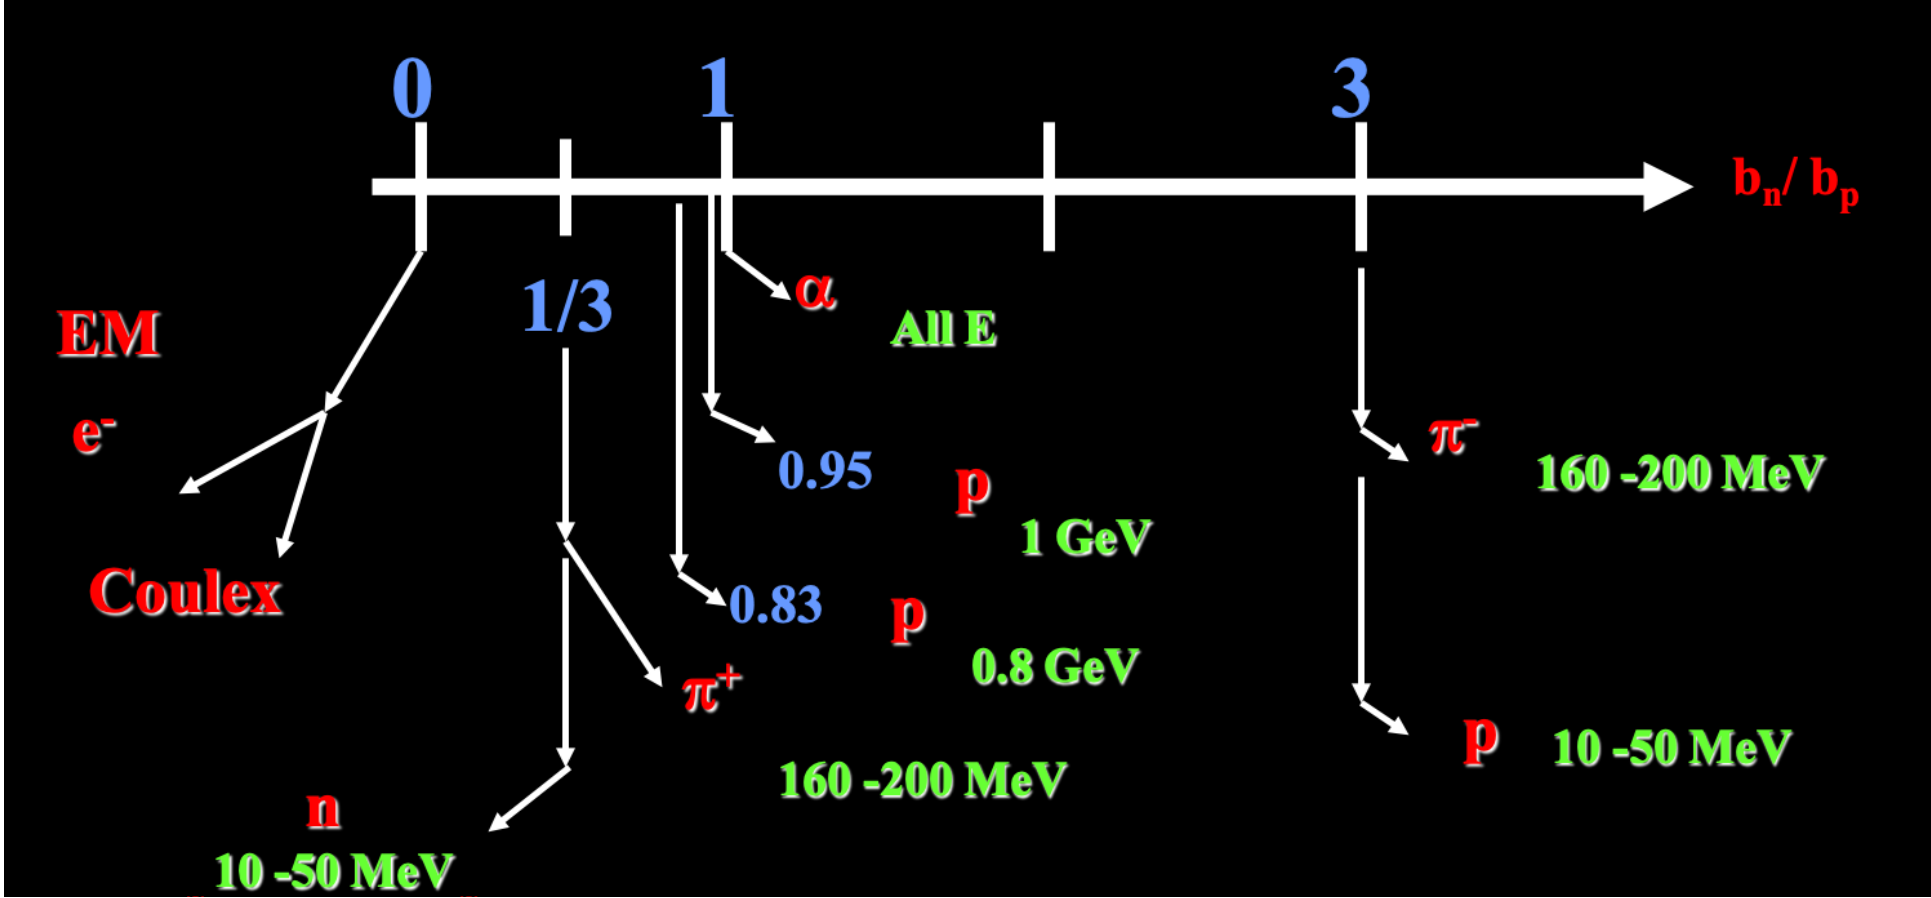 0 1 3
bn/ bp
1/3
α
All E
EM
e-
0.95 p
1 GeV
π-
160 -200 MeV
Coulex
0.83 p
0.8 GeV
π+
160 -200 MeV
p 10 -50 MeV
n
10 -50 MeV